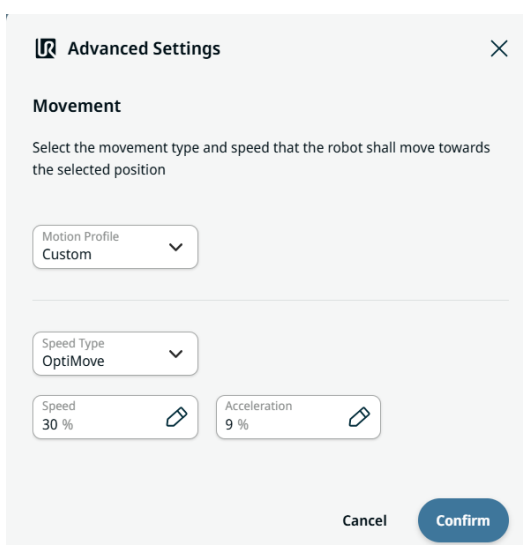 UR Advanced Settings
Movement
Select the movement type and speed that the robot shall move towards
the selected position
Motion Profile
Custom
Speed Type
OptiMove
Speed
30 %
Acceleration
9 %
Cancel
Confirm